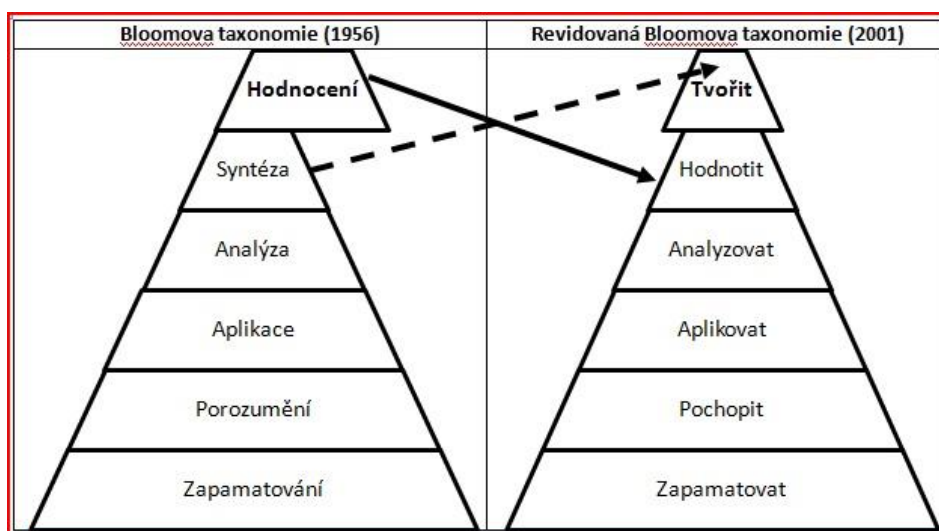 Bloomova taxonomie (1956)
Hodnocení
Syntéza
Analýza
Aplikace
Porozumění
Zapamatování
Revidovaná Bloomova taxonomie (2001)
Tvořit
Hodnotit
Analyzovat
Aplikovat
Pochopit
Zapamatovat